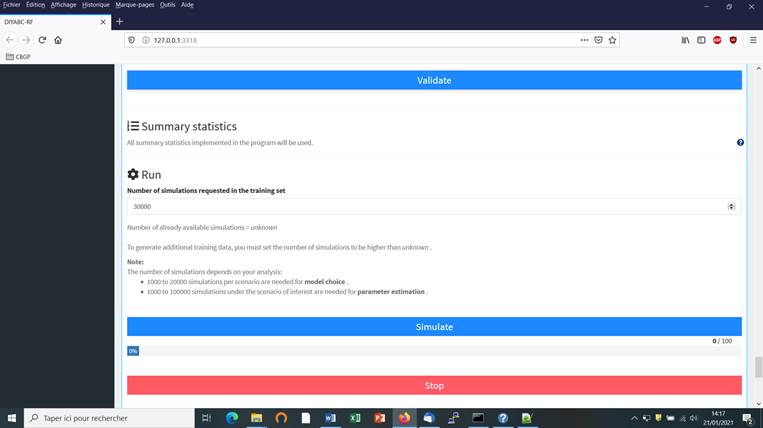 Fichier Édition Affichage Historique Marque-pages Outils Aide
DIYABC-RF
127.0.0.1:3318
CBGP
Validate
Summary statistics
All summary statistics implemented in the program will be used.
Run
Number of simulations requested in the training set
30000
Number of already available simulations = unknown
To generate additional training data, you must set the number of simulations to be higher than unknown .
Note:
The number of simulations depends on your analysis:
1000 to 20000 simulations per scenario are needed for model choice .
1000 to 100000 simulations under the scenario of interest are needed for parameter estimation .
Simulate
0 / 100
0%
Stop
Taper ici pour rechercher
14:17
21/01/2021